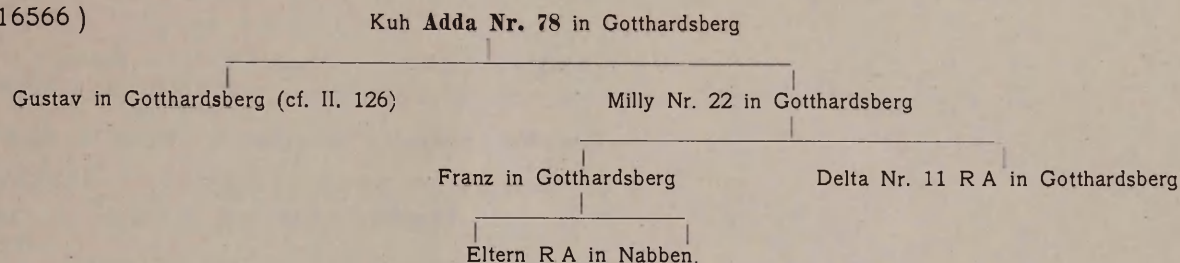 16566 )
Kuh Adda Nr. 78 in Gotthardsberg
Gustav in Gotthardsberg (cf. II. 126)
Milly Nr. 22 in Gotthardsberg
Franz in Gotthardsberg
Delta Nr. 11 R A in Gotthardsberg
Eltern R A in Nabben.